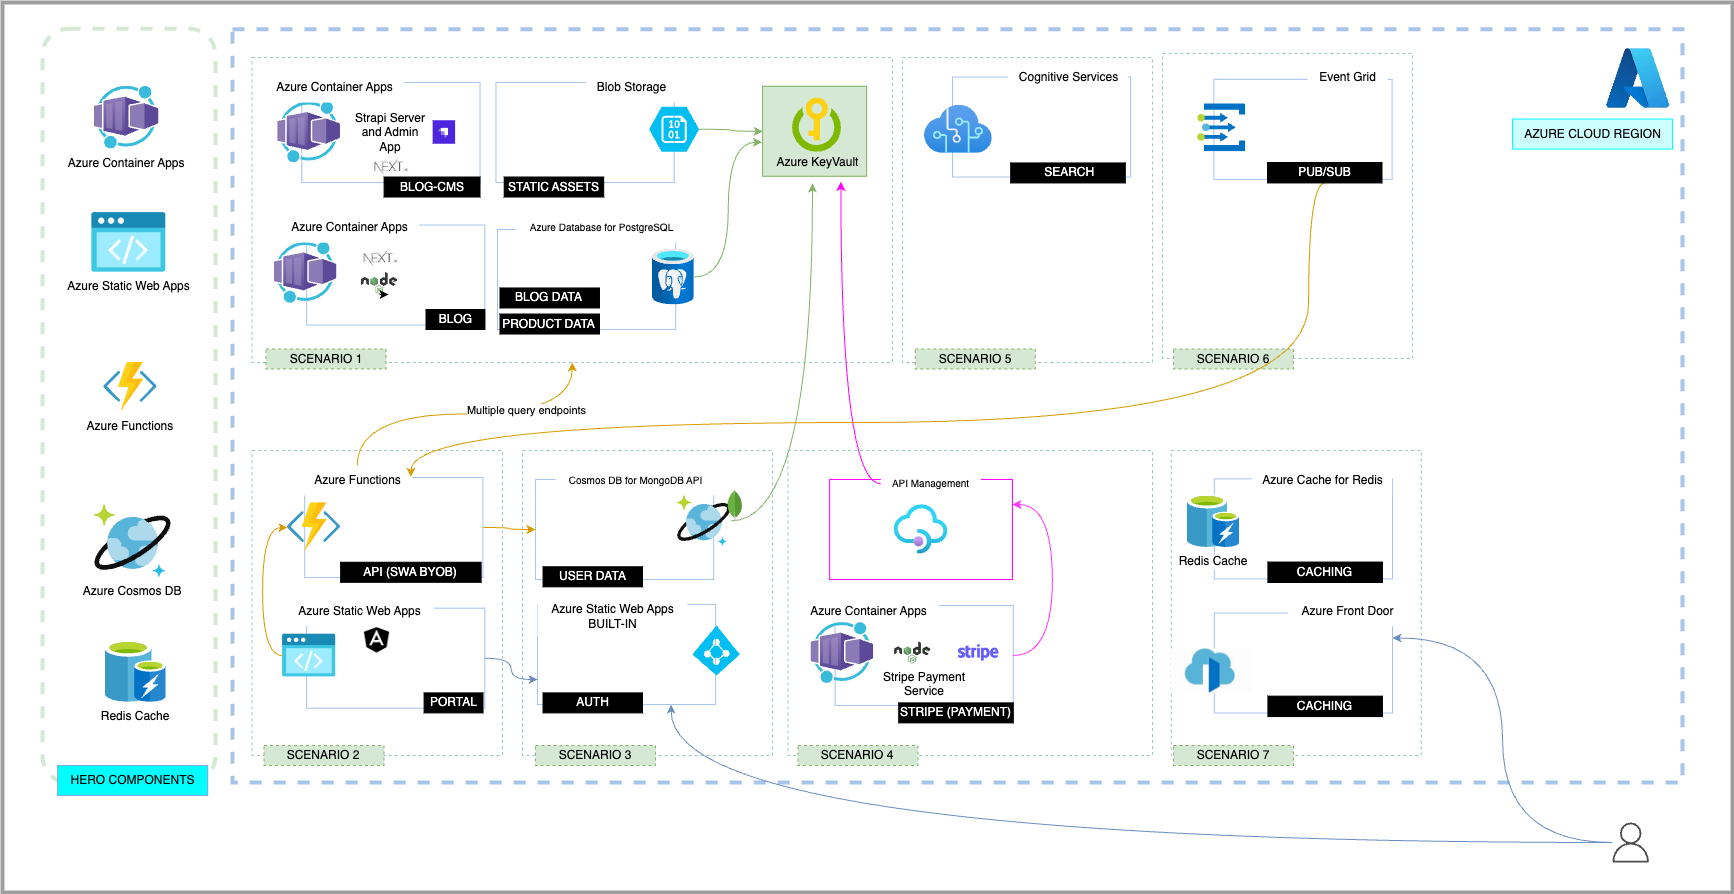 Azure Container Apps
Azure Static Web Apps
Azure Functions
Azure Cosmos DB
Redis Cache
HERO COMPONENTS
AZURE CLOUD REGION
Azure Container Apps
Strapi Server
and Admin
App
NEXT.js
BLOG-CMS
Blob Storage
10
01
STATIC ASSETS
Azure KeyVault
Azure Container Apps
NEXT.js
node
JS
BLOG
Azure Database for PostgreSQL
BLOG DATA
PRODUCT DATA
SCENARIO 1
Cognitive Services
SEARCH
SCENARIO 5
Event Grid
PUB/SUB
SCENARIO 6
Multiple query endpoints
Azure Functions
API (SWA BYOB)
Azure Static Web Apps
PORTAL
SCENARIO 2
Cosmos DB for MongoDB API
USER DATA
Azure Static Web Apps
BUILT-IN
AUTH
SCENARIO 3
API Management
Azure Container Apps
node
JS
stripe
Stripe Payment
Service
STRIPE (PAYMENT)
SCENARIO 4
Azure Cache for Redis
Redis Cache
CACHING
Azure Front Door
CACHING
SCENARIO 7